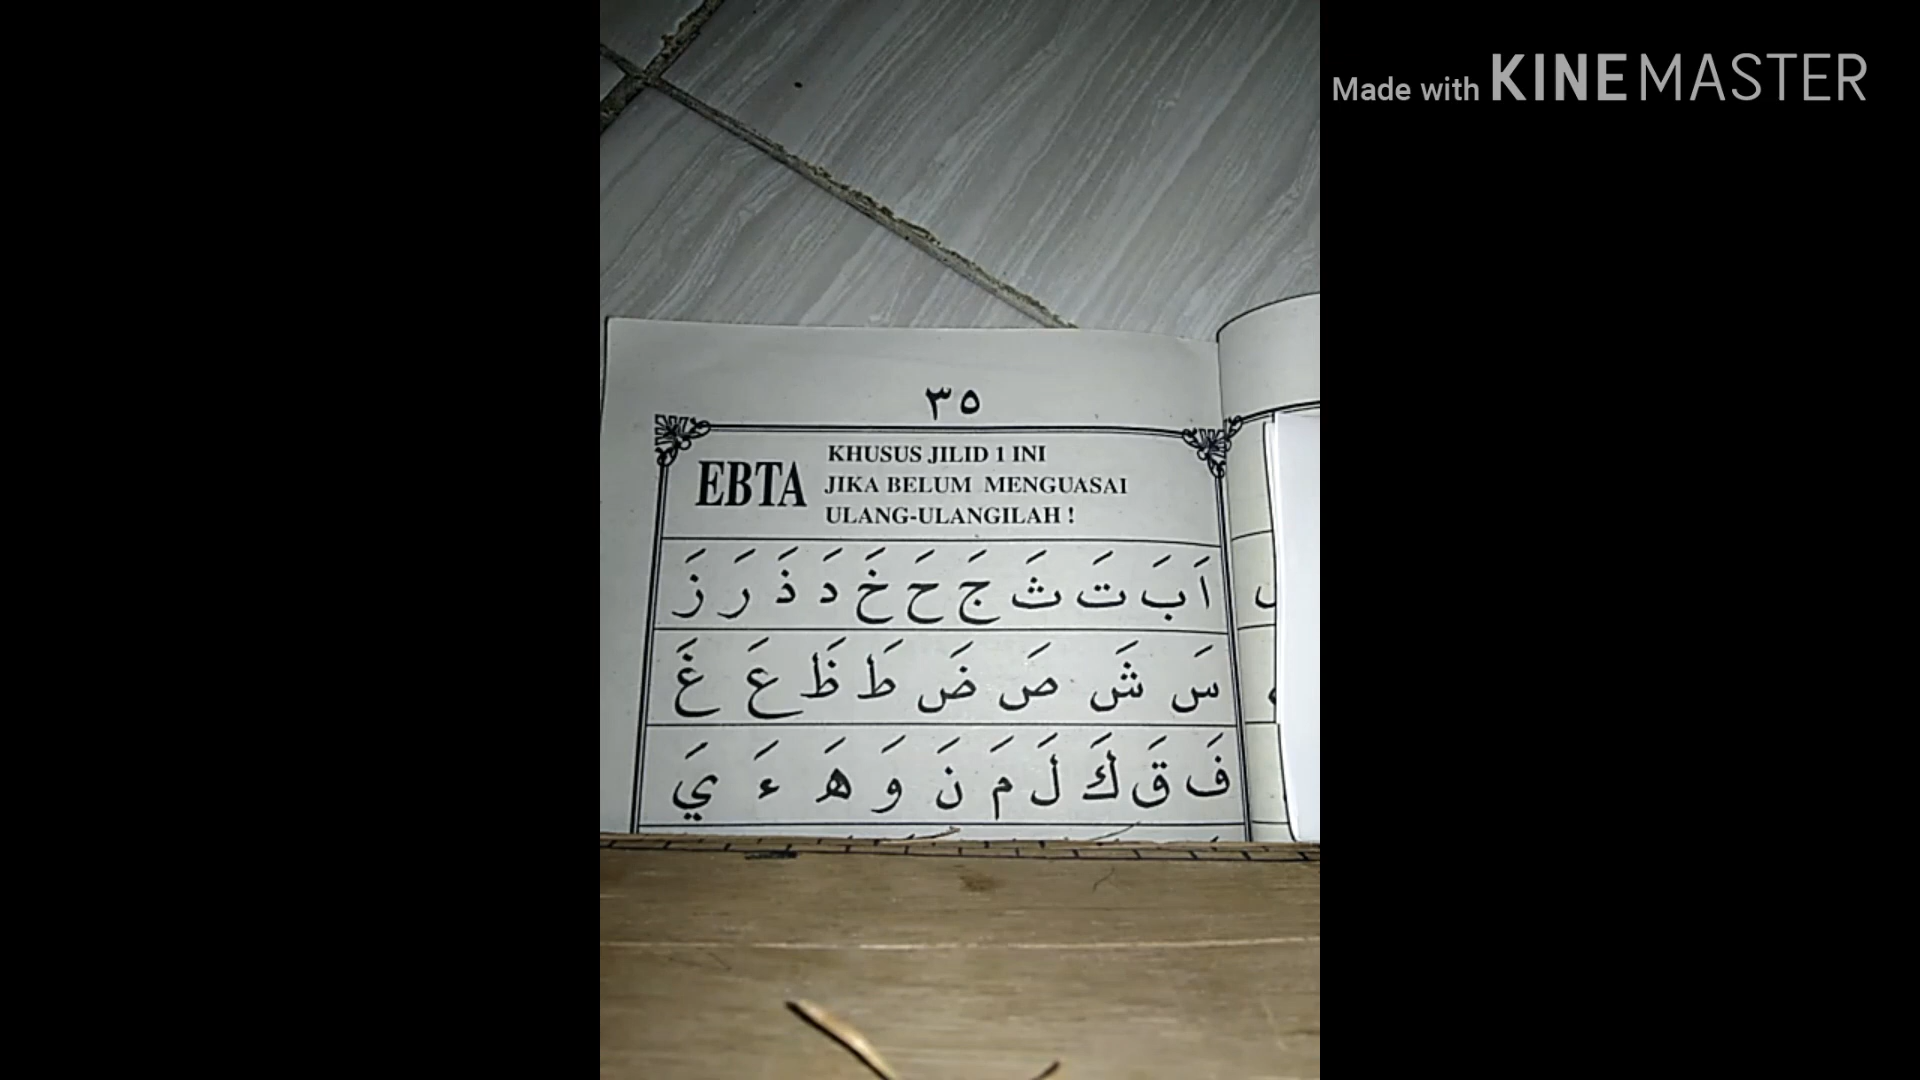 Made with KINEMASTER
٣٥
EBTA
KHUSUS JILID 1 INI
JIKA BELUM MENGUASAI
ULANG-ULANGILAH !
اَ بَ تَ ثَ جَ حَ خَ دَ ذَ رَ زَ
سَ شَ صَ ضَ طَ ظَ عَ غَ
فَ قَ كَ لَ مَ نَ وَ هَ ءَ يَ